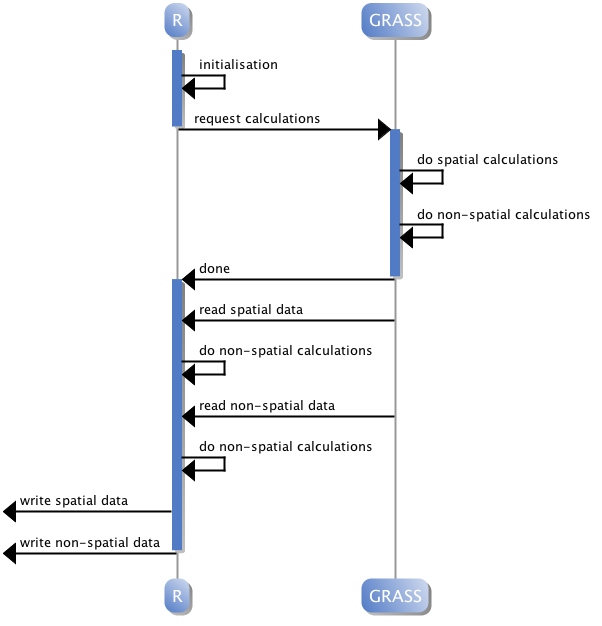 R
GRASS
initialisation
request calculations
do spatial calculations
do non-spatial calculations
done
read spatial data
do non-spatial calculations
read non-spatial data
do non-spatial calculations
write spatial data
write non-spatial data
R
GRASS